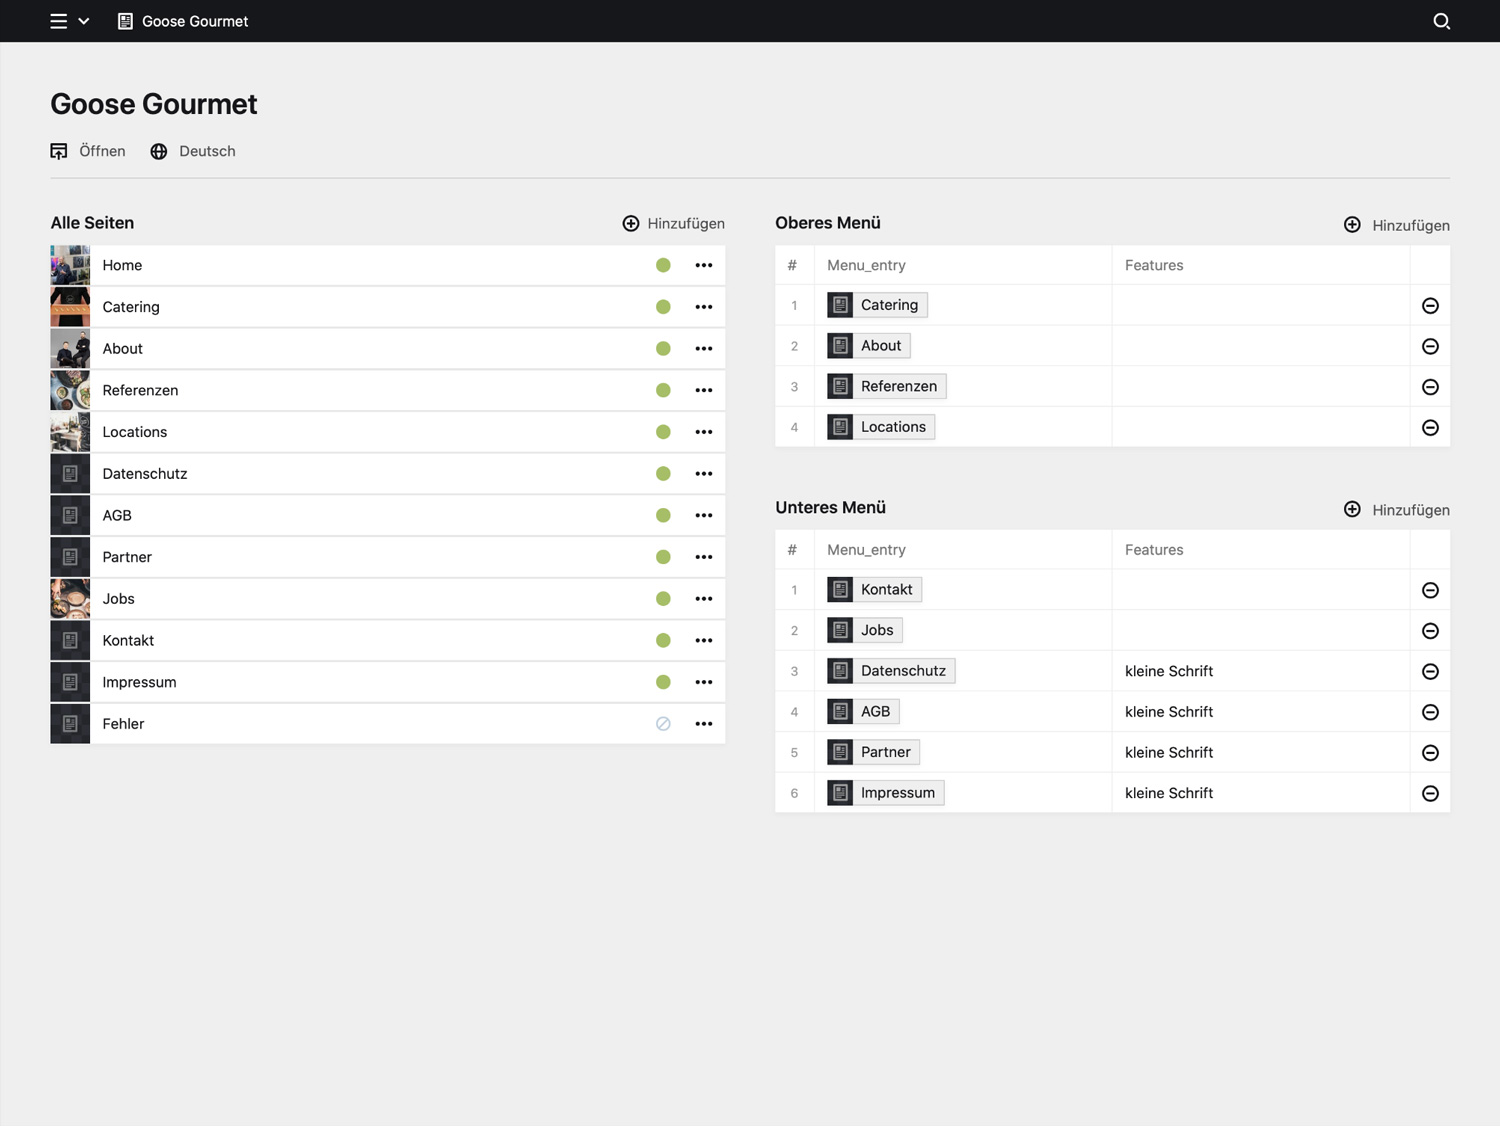 Goose Gourmet
Goose Gourmet
Öffnen Deutsch
Alle Seiten Hinzufügen
Home
Catering
About
Referenzen
Locations
Datenschutz
AGB
Partner
Jobs
Kontakt
Impressum
Fehler
Oberes Menü Hinzufügen
# Menu_entry Features
1 Catering
2 About
3 Referenzen
4 Locations
Unteres Menü Hinzufügen
# Menu_entry Features
1 Kontakt
2 Jobs
3 Datenschutz kleine Schrift
4 AGB kleine Schrift
5 Partner kleine Schrift
6 Impressum kleine Schrift